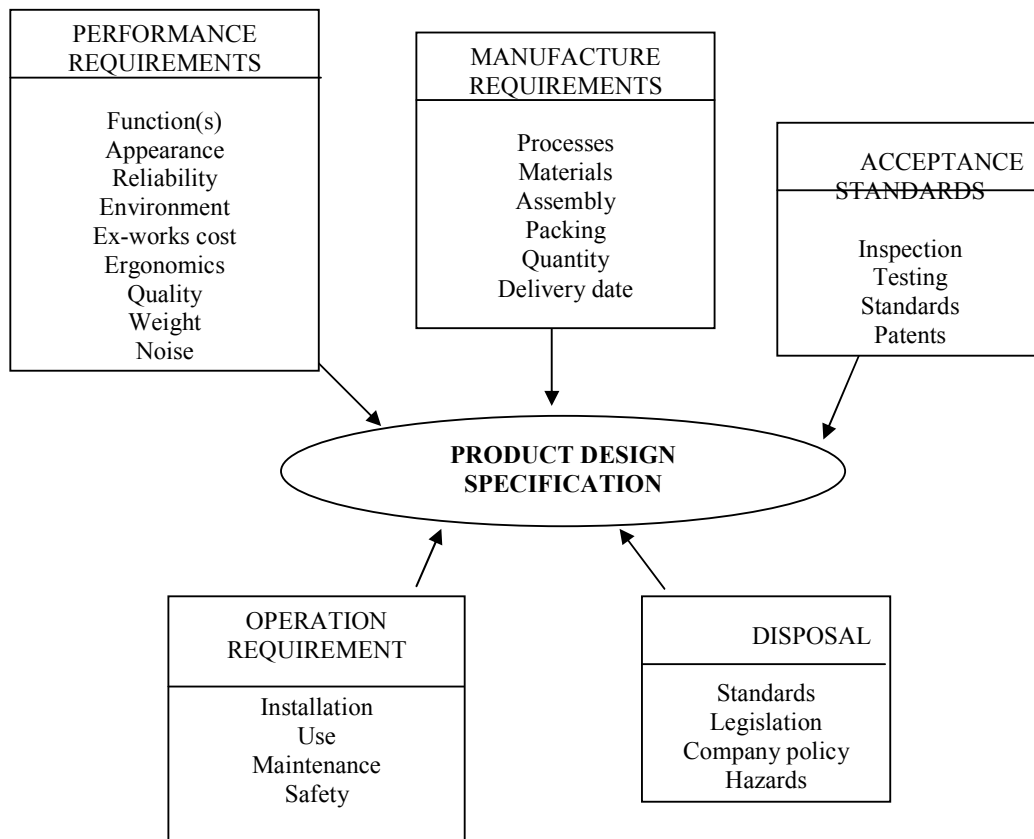 PERFORMANCE
REQUIREMENTS
Function(s)
Appearance
Reliability
Environment
Ex-works cost
Ergonomics
Quality
Weight
Noise
MANUFACTURE
REQUIREMENTS
Processes
Materials
Assembly
Packing
Quantity
Delivery date
ACCEPTANCE
STANDARDS
Inspection
Testing
Standards
Patents
PRODUCT DESIGN
SPECIFICATION
OPERATION
REQUIREMENT
Installation
Use
Maintenance
Safety
DISPOSAL
Standards
Legislation
Company policy
Hazards